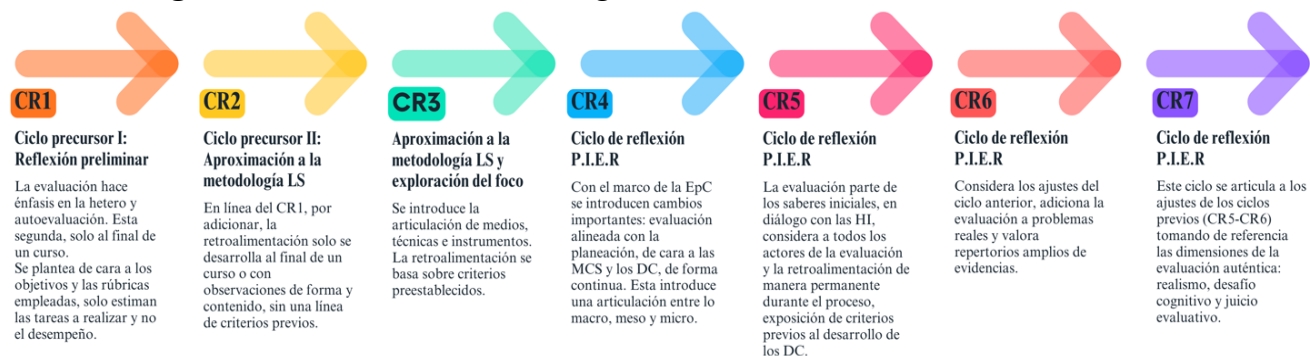 CR1
Ciclo precursor I:
Reflexión preliminar
La evaluación hace
énfasis en la hetero y
autoevaluación. Esta
segunda, solo al final de
un curso.
Se plantea de cara a los
objetivos y las rúbricas
empleadas, solo estiman
las tareas a realizar y no
el desempeño.
CR2
Ciclo precursor II:
Aproximación a la
metodología LS
En línea del CR1, por
adicionar, la
retroalimentación solo se
desarrolla al final de un
curso o con
observaciones de forma y
contenido, sin una línea
de criterios previos.
CR3
Aproximación a la
metodología LS y
exploración del foco
Se introduce la
articulación de medios,
técnicas e instrumentos.
La retroalimentación se
basa sobre criterios
preestablecidos.
CR4
Ciclo de reflexión
P.I.E.R
Con el marco de la EpC
se introducen cambios
importantes: evaluación
alineada con la
planeación, de cara a las
MCS y los DC, de forma
continua. Esta introduce
una articulación entre lo
macro, meso y micro.
CR5
Ciclo de reflexión
P.I.E.R
La evaluación parte de
los saberes iniciales, en
diálogo con las HI,
considera a todos los
actores de la evaluación
y la retroalimentación de
manera permanente
durante el proceso,
exposición de criterios
previos al desarrollo de
los DC.
CR6
Ciclo de reflexión
P.I.E.R
Considera los ajustes del
ciclo anterior, adiciona la
evaluación a problemas
reales y valora
repertorios amplios de
evidencias.
CR7
Ciclo de reflexión
P.I.E.R
Este ciclo se articula a los
ajustes de los ciclos
previos (CR5-CR6)
tomando de referencia
las dimensiones de la
evaluación auténtica:
realismo, desafío
cognitivo y juicio
evaluativo.